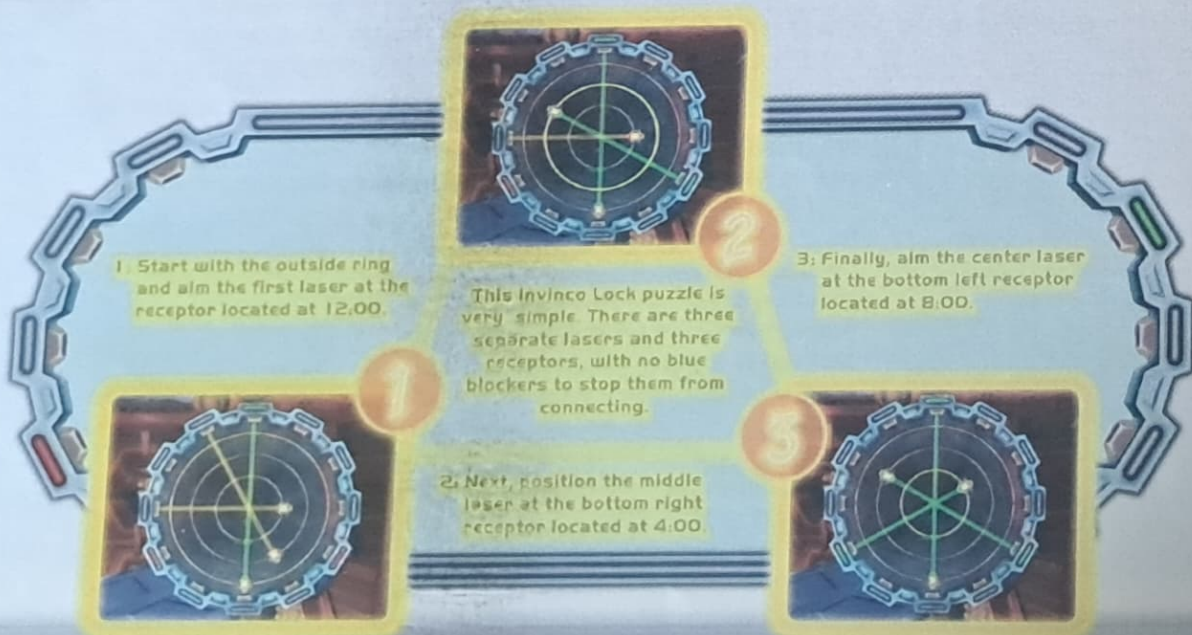 1: Start with the outside ring
and aim the first laser at the
receptor located at 12:00.
This Invinco Lock puzzle is
very simple. There are three
separate lasers and three
receptors, with no blue
blockers to stop them from
connecting.
2: Next, position the middle
laser at the bottom right
receptor located at 4:00.
3: Finally, aim the center laser
at the bottom left receptor
located at 8:00.
1
2
3